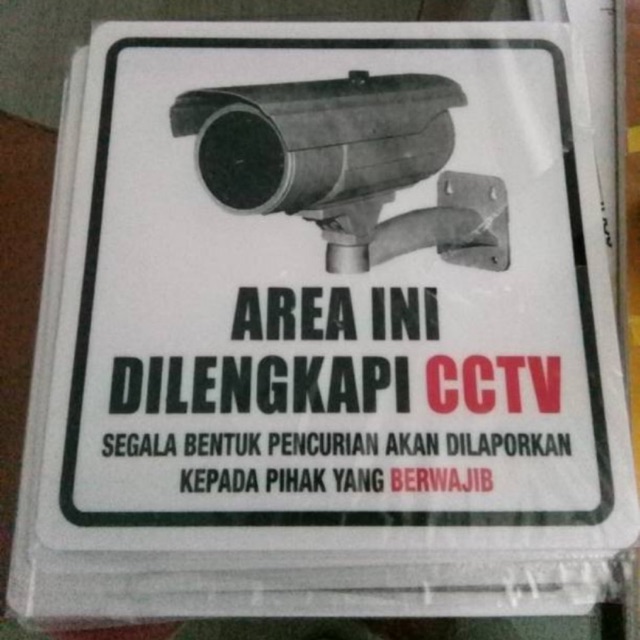 AREA INI
DILENGKAPI CCTV
SEGALA BENTUK PENCURIAN AKAN DILAPORKAN
KEPADA PIHAK YANG BERWAJIB